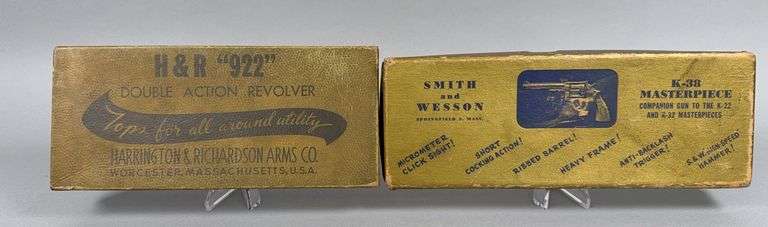 H & R "922"
DOUBLE ACTION REVOLVER
Tops for all around utility
HARRINGTON & RICHARDSON ARMS CO.
WORCESTER, MASSACHUSETTS, U.S.A.
SMITH
and
WESSON
SPRINGFIELD 2, MASS.
K-38
MASTERPIECE
COMPANION GUN TO THE K-22
AND K-32 MASTERPIECES
MICROMETER
CLICK SIGHT!
SHORT
COCKING ACTION!
RIBBED BARREL!
HEAVY FRAME!
ANTI-BACKLASH
TRIGGER!
S. & W. HIGH-SPEED
HAMMER!